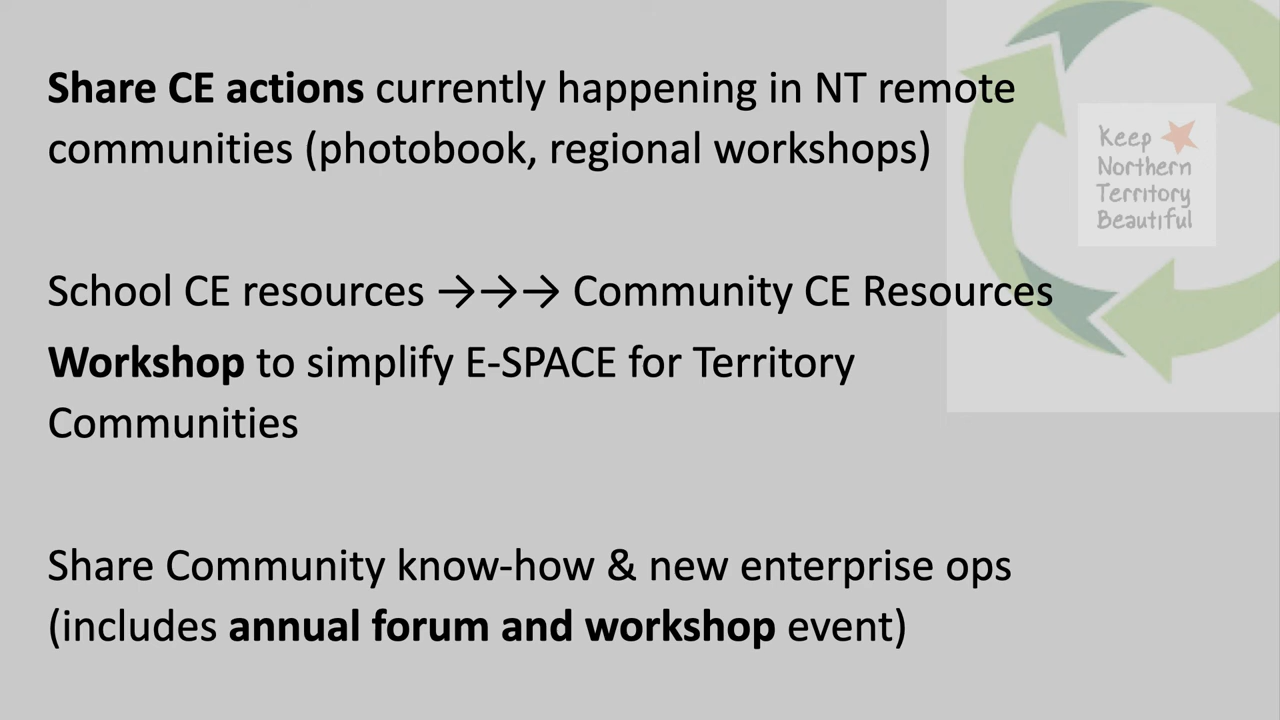 Share CE actions currently happening in NT remote
communities (photobook, regional workshops)
Keep
Northern
Territory
Beautiful
School CE resources →→→ Community CE Resources
Workshop to simplify E-SPACE for Territory
Communities
Share Community know-how & new enterprise ops
(includes annual forum and workshop event)